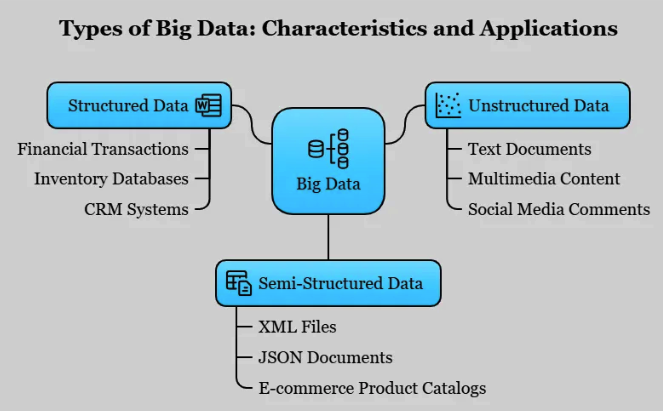 Types of Big Data: Characteristics and Applications
Structured Data
W
Financial Transactions
Inventory Databases
CRM Systems
Big Data
Unstructured Data
Text Documents
Multimedia Content
Social Media Comments
Semi-Structured Data
XML Files
JSON Documents
E-commerce Product Catalogs